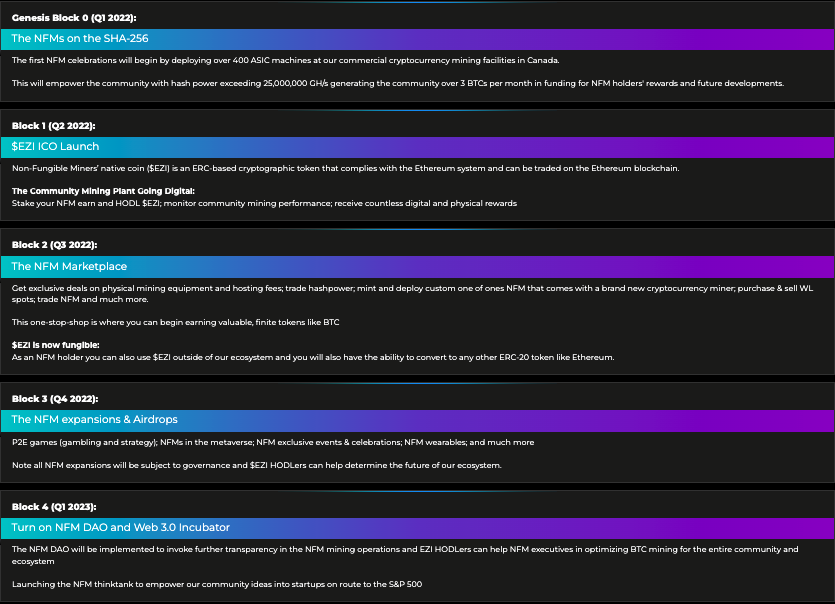 Genesis Block 0 (Q1 2022):
The NFMs on the SHA-256
The first NFM celebrations will begin by deploying over 400 ASIC machines at our commercial cryptocurrency mining facilities in Canada.
This will empower the community with hash power exceeding 25,000,000 GH/s generating the community over 3 BTCs per month in funding for NFM holders' rewards and future developments.
Block 1 (Q2 2022):
$EZI ICO Launch
Non-Fungible Miners' native coin ($EZI) is an ERC-based cryptographic token that complies with the Ethereum system and can be traded on the Ethereum blockchain.
The Community Mining Plant Going Digital:
Stake your NFM earn and HODL $EZI; monitor community mining performance; receive countless digital and physical rewards
Block 2 (Q3 2022):
The NFM Marketplace
Get exclusive deals on physical mining equipment and hosting fees; trade hashpower; mint and deploy custom one of ones NFM that comes with a brand new cryptocurrency miner; purchase & sell WL
spots; trade NFM and much more.
This one-stop-shop is where you can begin earning valuable, finite tokens like BTC
$EZI is now fungible:
As an NFM holder you can also use $EZI outside of our ecosystem and you will also have the ability to convert to any other ERC-20 token like Ethereum.
Block 3 (Q4 2022):
The NFM expansions & Airdrops
P2E games (gambling and strategy); NFMs in the metaverse; NFM exclusive events & celebrations; NFM wearables; and much more
Note all NFM expansions will be subject to governance and $EZI HODLers can help determine the future of our ecosystem.
Block 4 (Q1 2023):
Turn on NFM DAO and Web 3.0 Incubator
The NFM DAO will be implemented to invoke further transparency in the NFM mining operations and EZI HODLers can help NFM executives in optimizing BTC mining for the entire community and
ecosystem
Launching the NFM thinktank to empower our community ideas into startups on route to the S&P 500